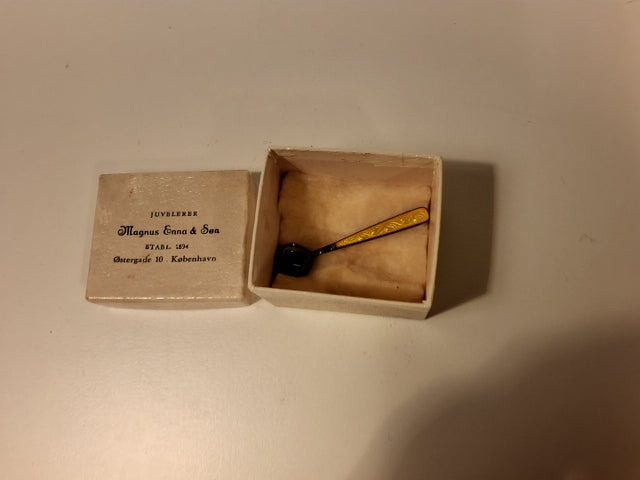 JUVELERER
Magnus Enna & Søn
ETABL. 1894
Østergade 10 . København